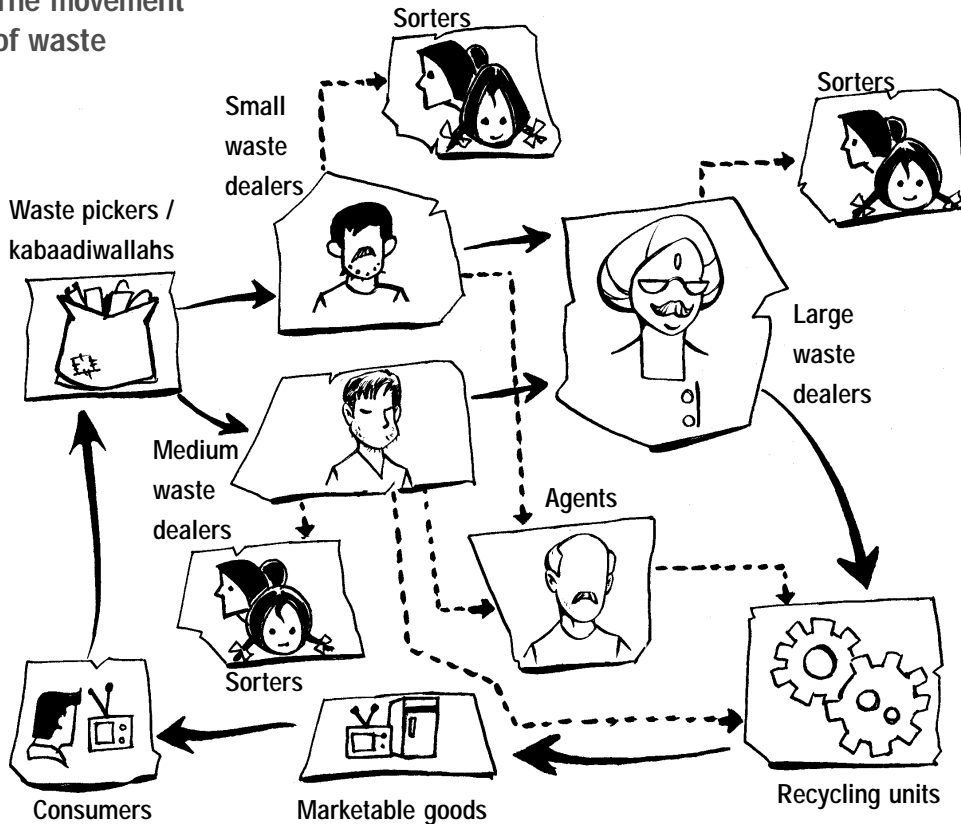 The movement
of waste
Sorters
Sorters
Small
waste
dealers
Waste pickers /
kabaadiwallahs
Large
waste
dealers
Medium
waste
dealers
Agents
Sorters
Consumers
Marketable goods
Recycling units